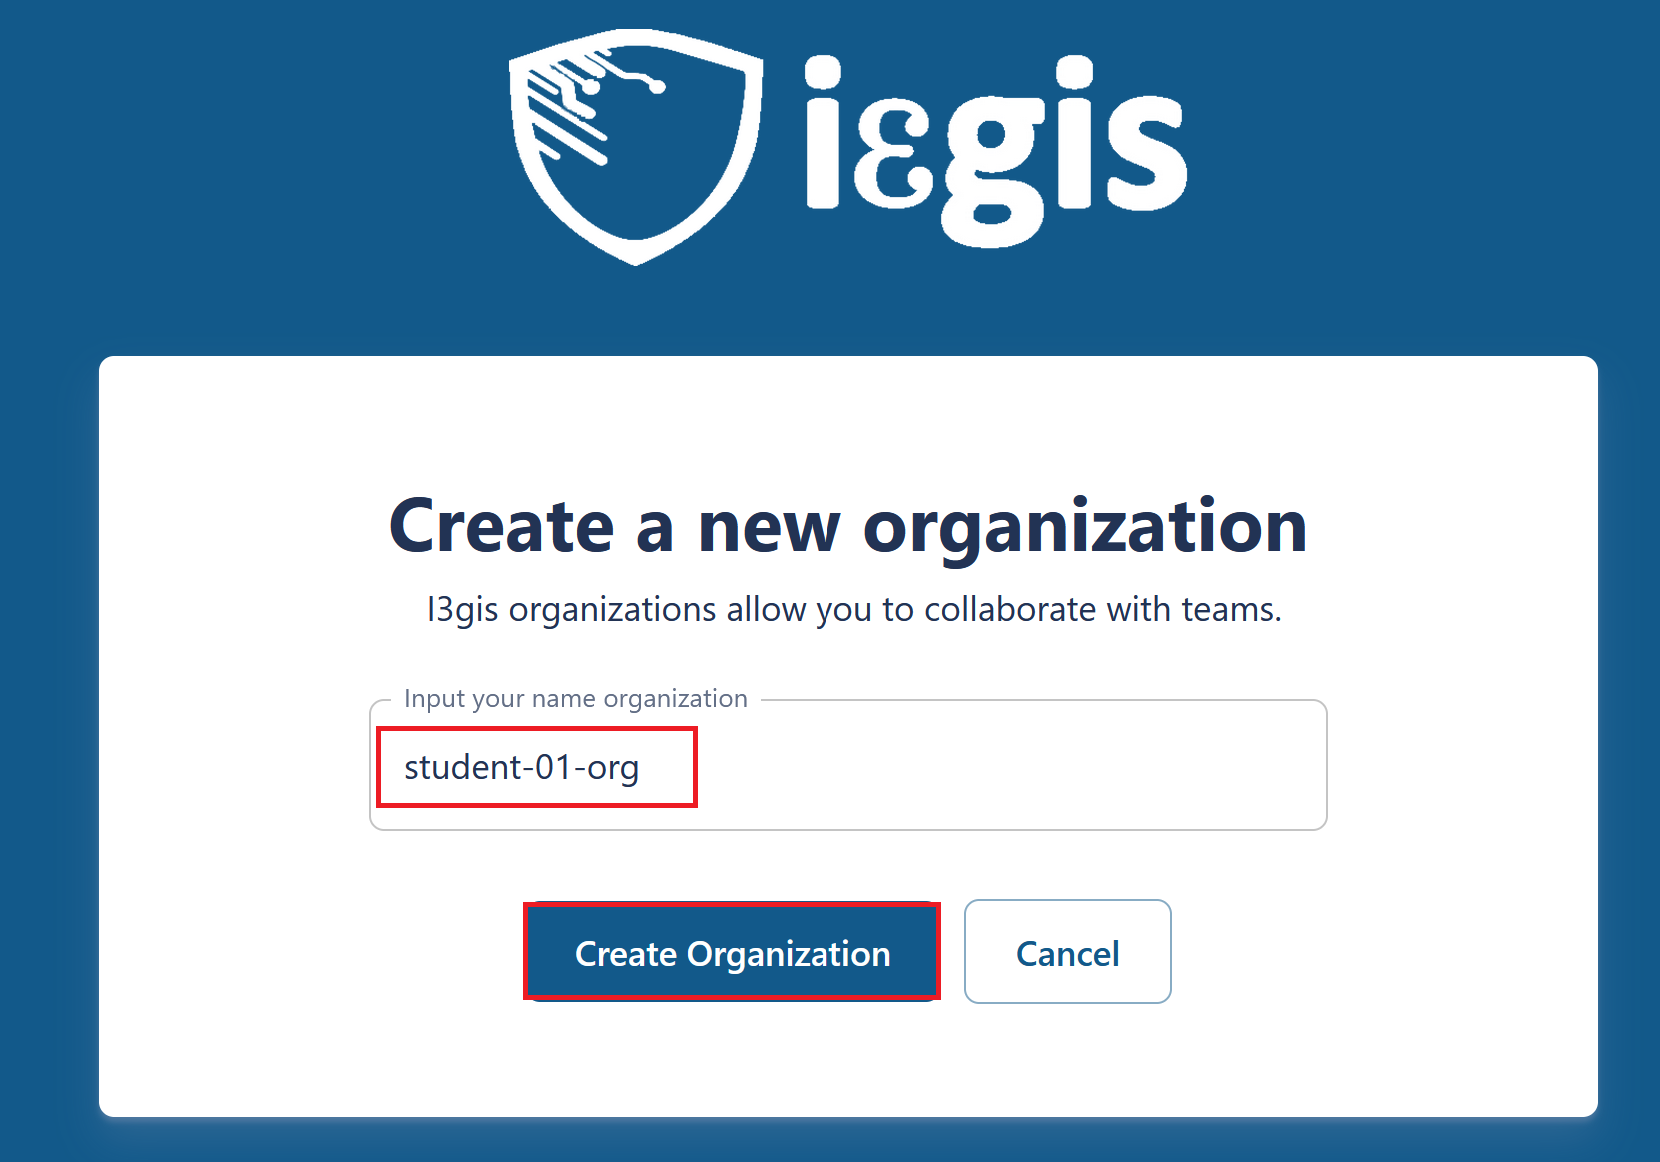 iεgis
Create a new organization
I3gis organizations allow you to collaborate with teams.
Input your name organization
student-01-org
Create Organization
Cancel